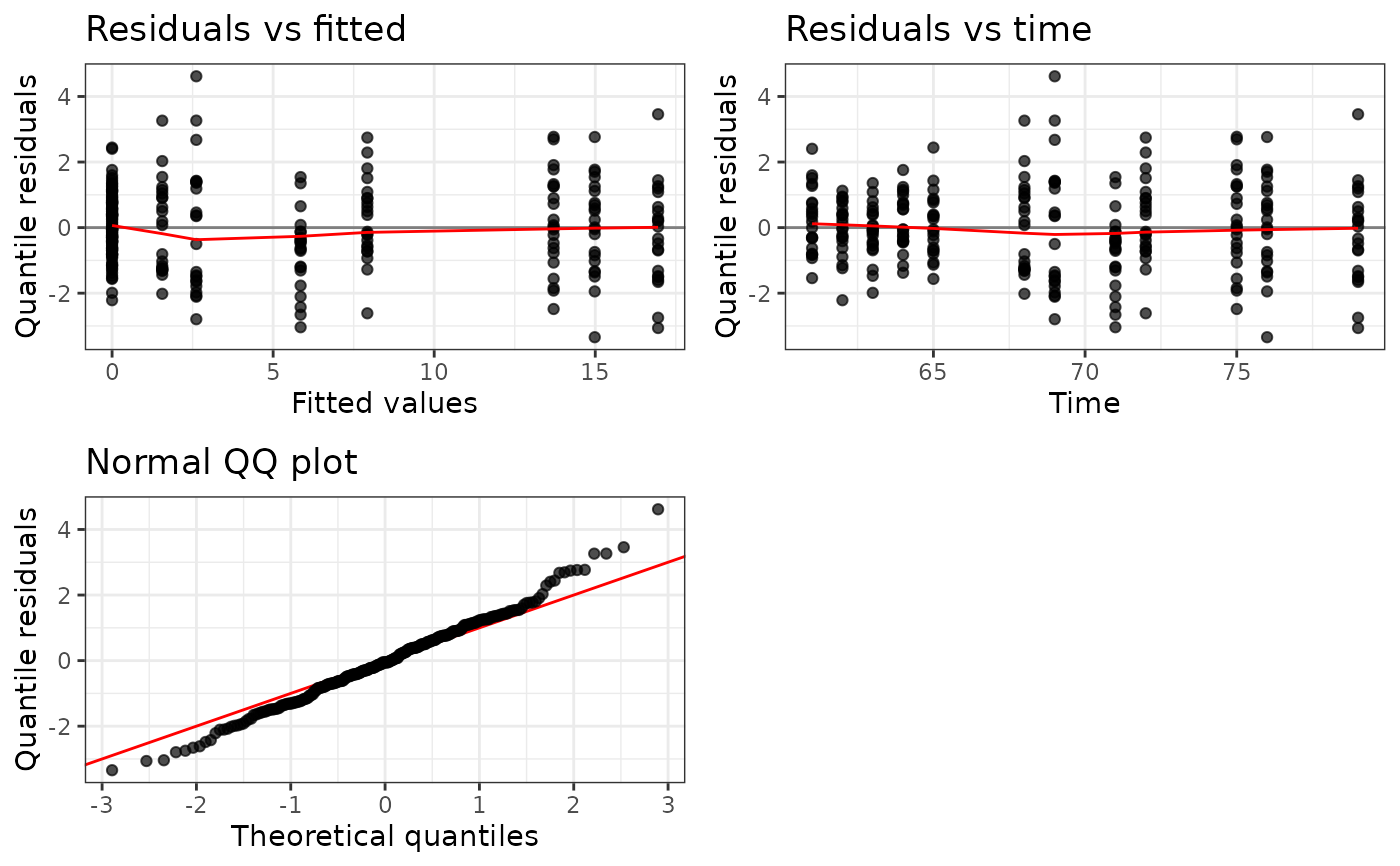 Residuals vs fitted
Quantile residuals
4
2
0
-2
0 5 10 15
Fitted values
Residuals vs time
Quantile residuals
4
2
0
-2
65 70 75
Time
Normal QQ plot
Quantile residuals
4
2
0
-2
-3 -2 -1 0 1 2 3
Theoretical quantiles